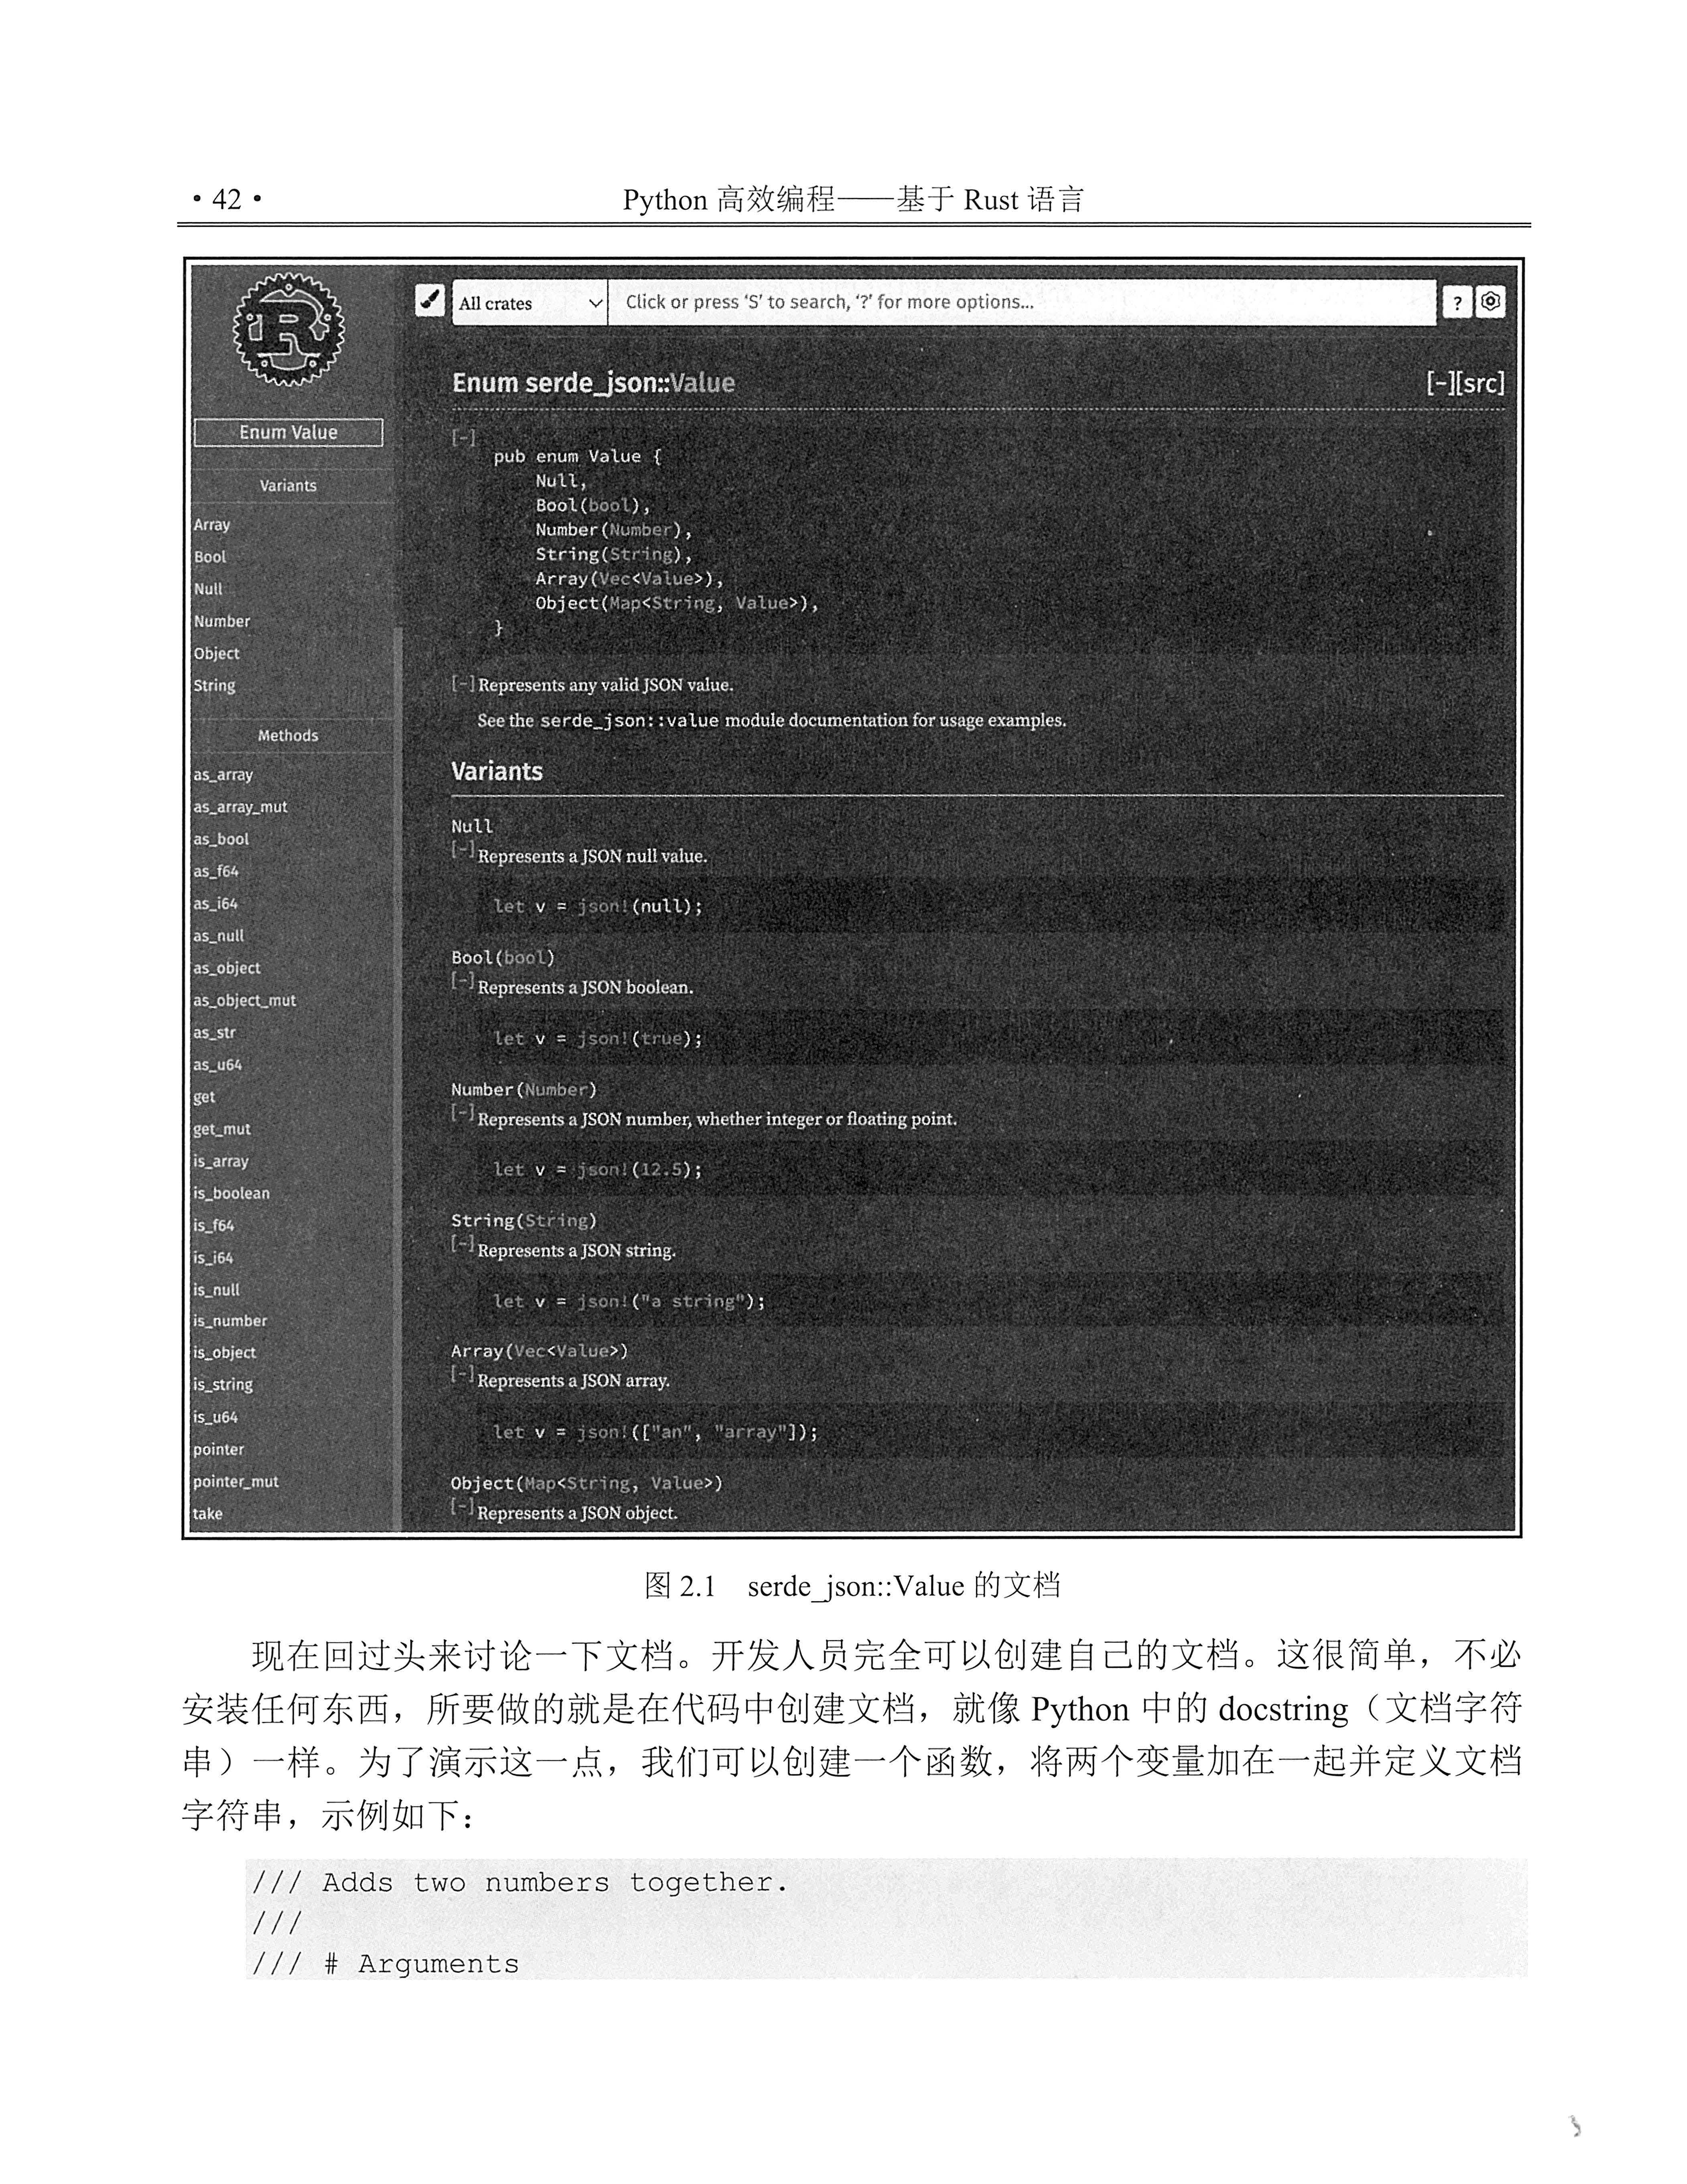 • 42 •
Python 高效编程——基于 Rust 语言
R
Enum Value
Variants
Array
Bool
Null
Number
Object
String
Methods
as_array
as_array_mut
as_bool
as_f64
as_i64
as_null
as_object
as_object_mut
as_str
as_u64
get
get_mut
is_array
is_boolean
is_f64
is_i64
is_null
is_number
is_object
is_string
is_u64
pointer
pointer_mut
take
All crates
Click or press ‘S’ to search, ‘?’ for more options...
?
Enum serde_json::Value
[-][src]
[-]
pub enum Value {
Null,
Bool(bool),
Number(Number),
String(String),
Array(Vec<Value>),
Object(Map<String, Value>),
}
[-] Represents any valid JSON value.
See the serde_json::value module documentation for usage examples.
Variants
Null
[-] Represents a JSON null value.
let v = json!(null);
Bool(bool)
[-] Represents a JSON boolean.
let v = json!(true);
Number(Number)
[-] Represents a JSON number, whether integer or floating point.
let v = json!(12.5);
String(String)
[-] Represents a JSON string.
let v = json!("a string");
Array(Vec<Value>)
[-] Represents a JSON array.
let v = json!(["an", "array"]);
Object(Map<String, Value>)
[-] Represents a JSON object.
图 2.1 serde_json::Value 的文档
现在回过头来讨论一下文档。开发人员完全可以创建自己的文档。这很简单，不必
安装任何东西，所要做的就是在代码中创建文档，就像 Python 中的 docstring（文档字符
串）一样。为了演示这一点，我们可以创建一个函数，将两个变量加在一起并定义文档
字符串，示例如下：
/// Adds two numbers together.
///
/// # Arguments